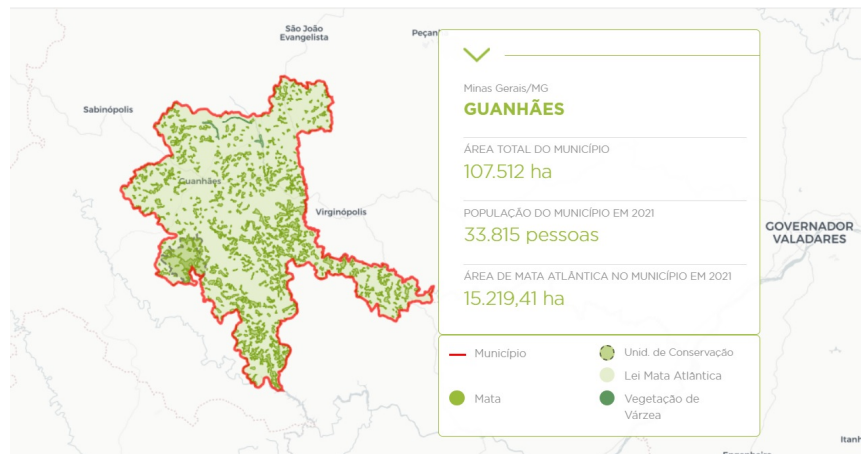 São João
Evangelista
Peçanh
Sabinópolis
Guanhães
Virginópolis
GOVERNADOR
VALADARES
Minas Gerais/MG
GUANHÃES
ÁREA TOTAL DO MUNICÍPIO
107.512 ha
POPULAÇÃO DO MUNICÍPIO EM 2021
33.815 pessoas
ÁREA DE MATA ATLÂNTICA NO MUNICÍPIO EM 2021
15.219,41 ha
Município
Unid. de Conservação
Lei Mata Atlântica
Mata
Vegetação de
Várzea
Itanh